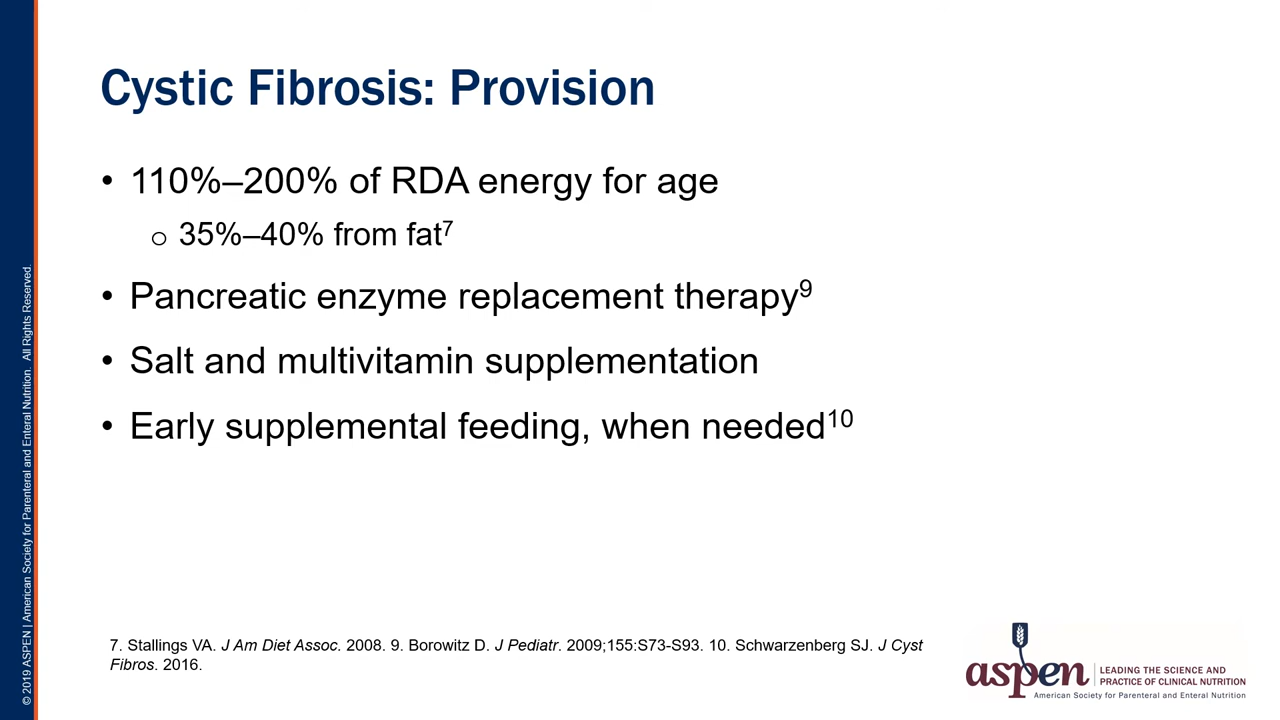 Cystic Fibrosis: Provision
• 110%–200% of RDA energy for age
o 35%–40% from fat⁷
• Pancreatic enzyme replacement therapy⁹
• Salt and multivitamin supplementation
• Early supplemental feeding, when needed¹⁰
7. Stallings VA. J Am Diet Assoc. 2008. 9. Borowitz D. J Pediatr. 2009;155:S73-S93. 10. Schwarzenberg SJ. J Cyst
Fibros. 2016.
© 2019 ASPEN | American Society for Parenteral and Enteral Nutrition. All Rights Reserved.
aspen
LEADING THE SCIENCE AND
PRACTICE OF CLINICAL NUTRITION
American Society for Parenteral and Enteral Nutrition